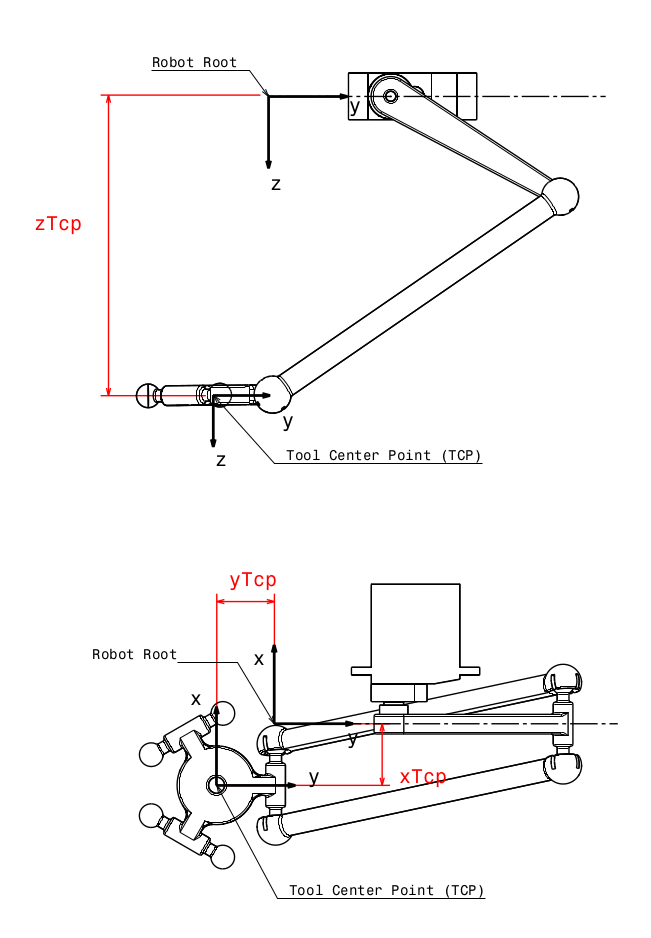 Robot Root
y
z
zTcp
y
z
Tool Center Point (TCP)
yTcp
Robot Root
x
x
y
y
xTcp
Tool Center Point (TCP)